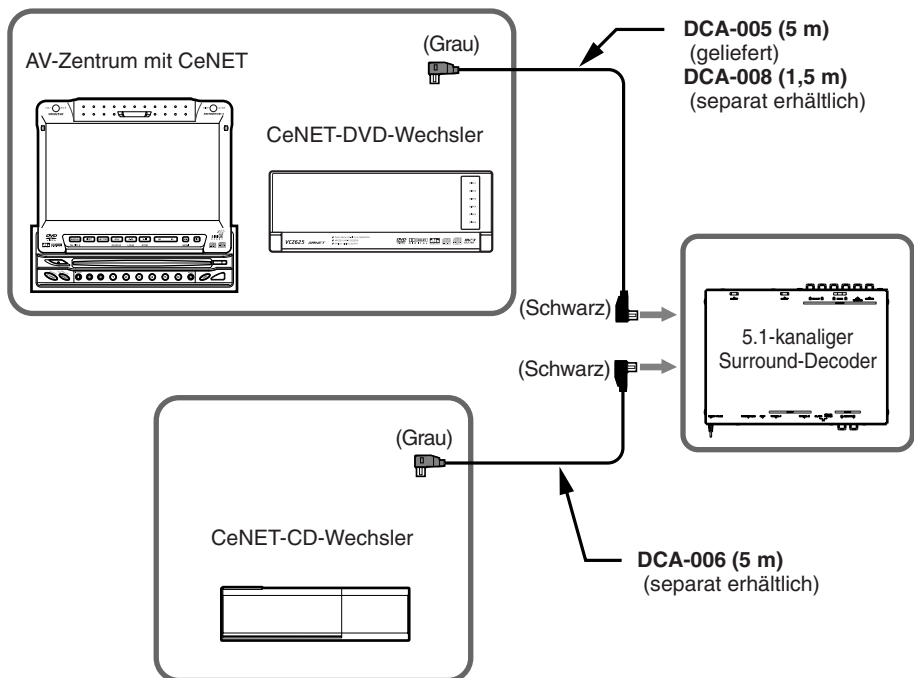 AV-Zentrum mit CeNET
(Grau)
DCA-005 (5 m)
(geliefert)
DCA-008 (1,5 m)
(separat erhältlich)
CeNET-DVD-Wechsler
VCZ625
(Schwarz)
5.1-kanaliger
Surround-Decoder
(Schwarz)
(Grau)
CeNET-CD-Wechsler
DCA-006 (5 m)
(separat erhältlich)